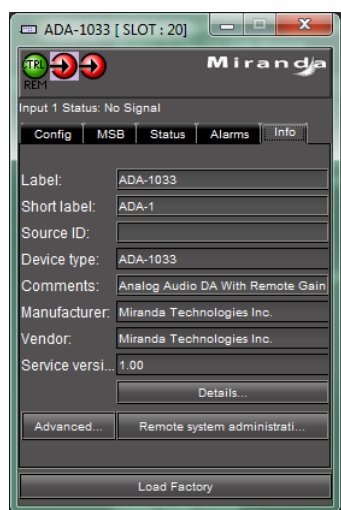 ADA-1033 [ SLOT : 20]
CTRL
REM
Miranda
Input 1 Status: No Signal
Config MSB Status Alarms Info
Label: ADA-1033
Short label: ADA-1
Source ID:
Device type: ADA-1033
Comments: Analog Audio DA With Remote Gain
Manufacturer: Miranda Technologies Inc.
Vendor: Miranda Technologies Inc.
Service versi... 1.00
Details...
Advanced... Remote system administrati...
Load Factory